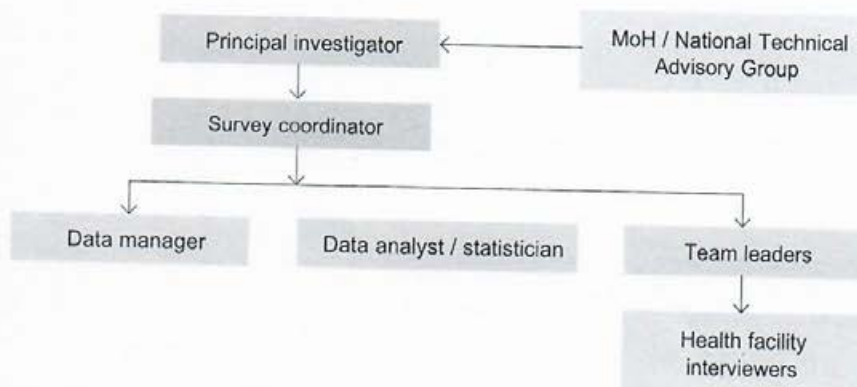 Principal investigator
MoH / National Technical
Advisory Group
Survey coordinator
Data manager
Data analyst / statistician
Team leaders
Health facility
interviewers